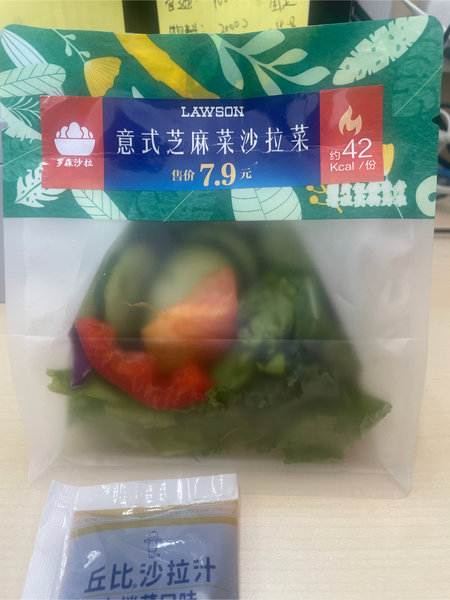 LAWSON
意式芝麻菜沙拉菜
售价 7.9 元
罗森沙拉
约42
Kcal /份
丘比沙拉汁